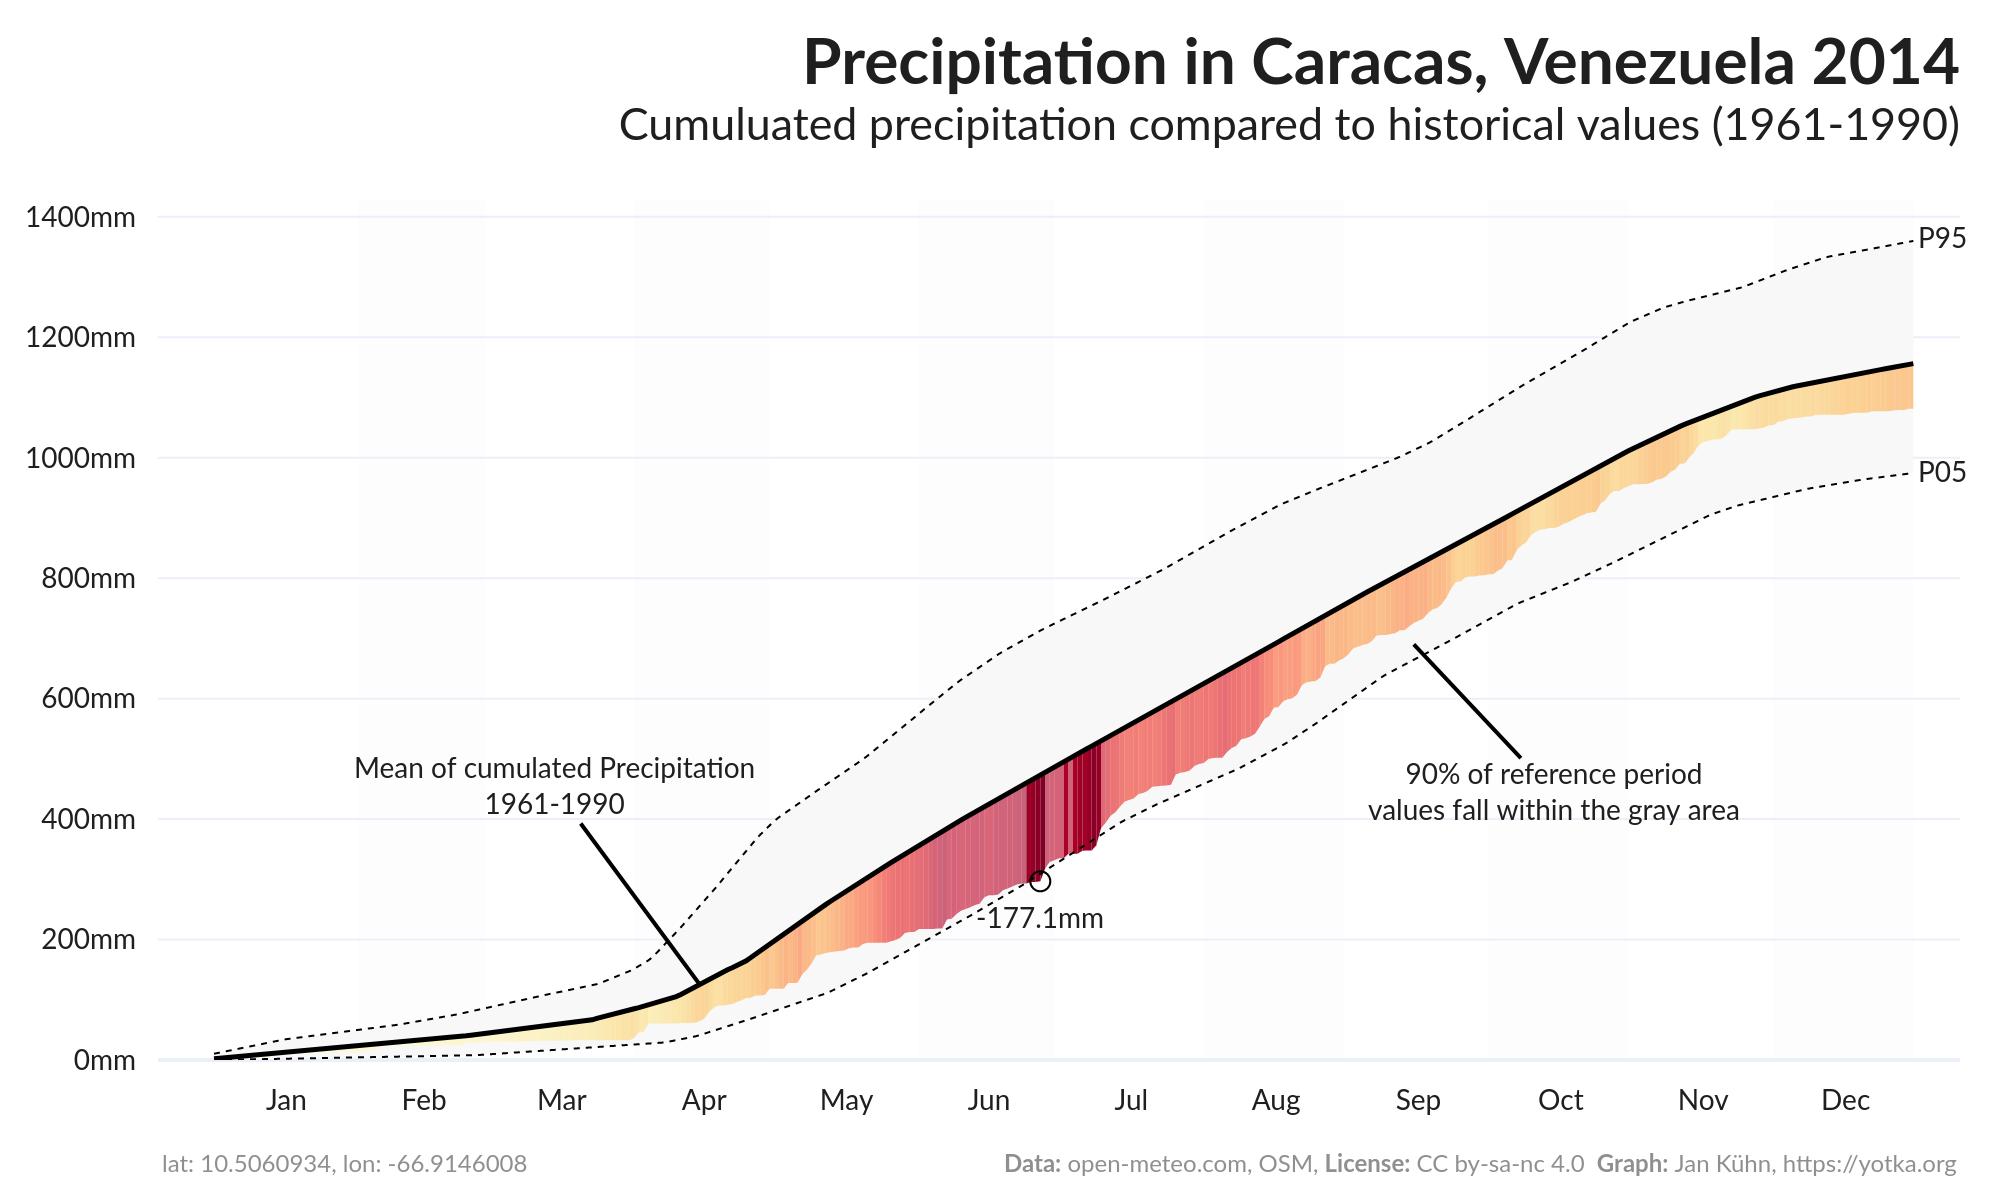 Precipitation in Caracas, Venezuela 2014
Cumuluated precipitation compared to historical values (1961-1990)
1400mm
P95
1200mm
1000mm
P05
800mm
600mm
Mean of cumulated Precipitation
1961-1990
90% of reference period
values fall within the gray area
400mm
-177.1mm
200mm
0mm
Jan Feb Mar Apr May Jun Jul Aug Sep Oct Nov Dec
lat: 10.5060934, lon: -66.9146008
Data: open-meteo.com, OSM, License: CC by-sa-nc 4.0 Graph: Jan Kühn, https://yotka.org